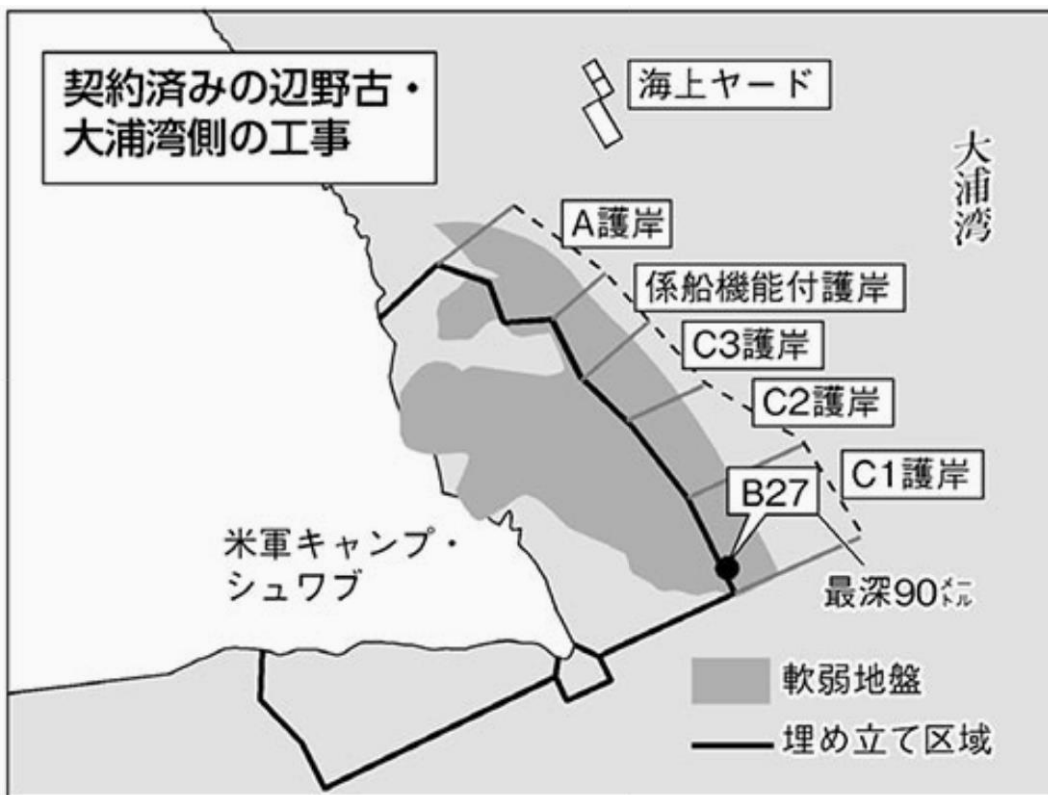 契約済みの辺野古・
大浦湾側の工事
海上ヤード
大浦湾
A護岸
係船機能付護岸
C3護岸
C2護岸
C1護岸
B27
米軍キャンプ・
シュワブ
最深90メートル
軟弱地盤
埋め立て区域